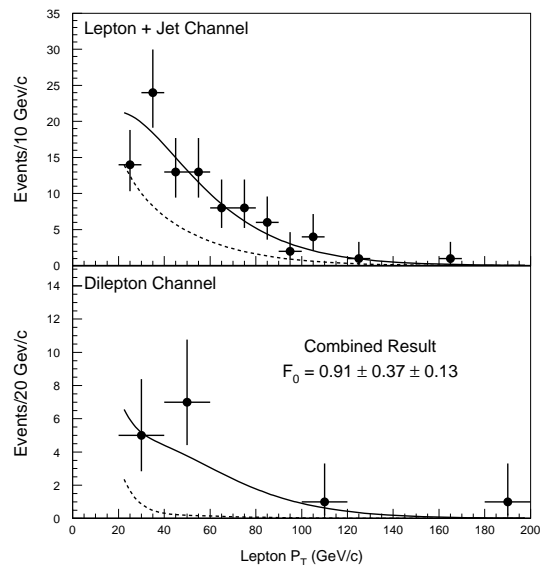 Lepton + Jet Channel
Events/10 Gev/c
35
30
25
20
15
10
5
0
Dilepton Channel
Events/20 Gev/c
14
12
10
8
6
4
2
0
Combined Result
F0 = 0.91 ± 0.37 ± 0.13
0 20 40 60 80 100 120 140 160 180 200
Lepton PT (GeV/c)